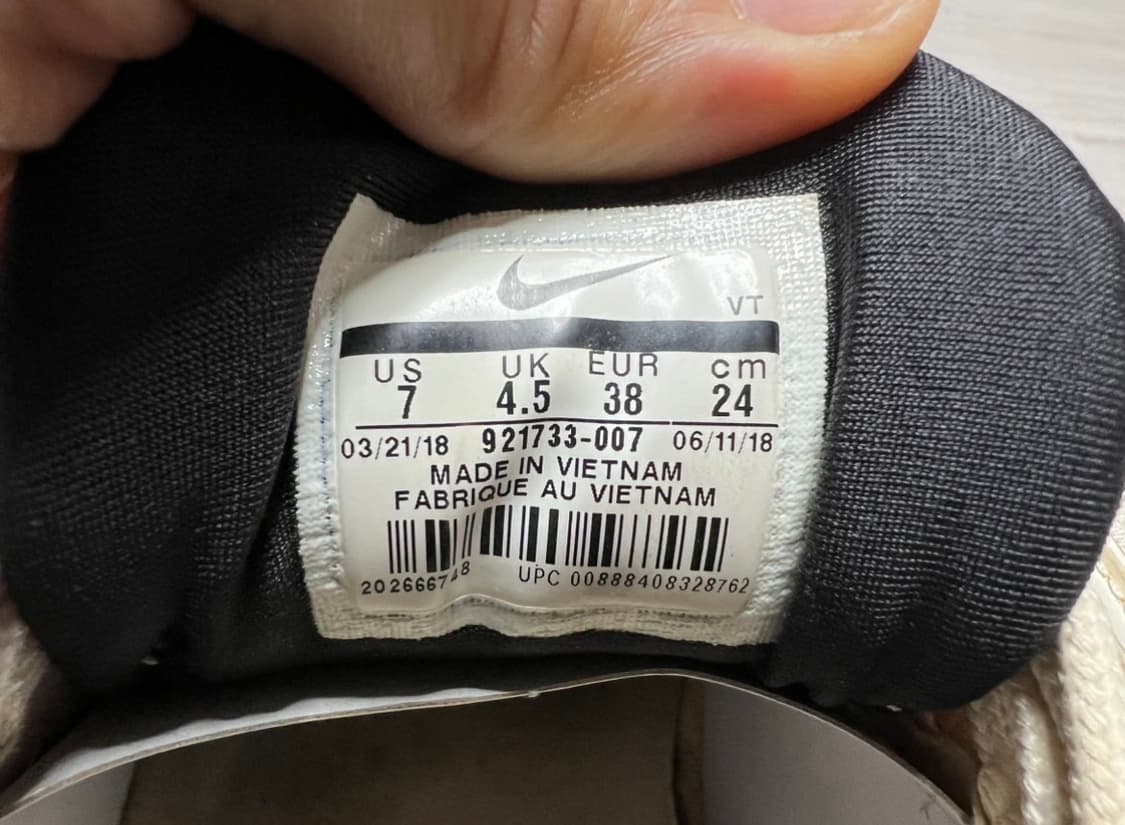 VT
US UK EUR cm
7 4.5 38 24
03/21/18 921733-007 06/11/18
MADE IN VIETNAM
FABRIQUE AU VIETNAM
202666748 UPC 00888408328762